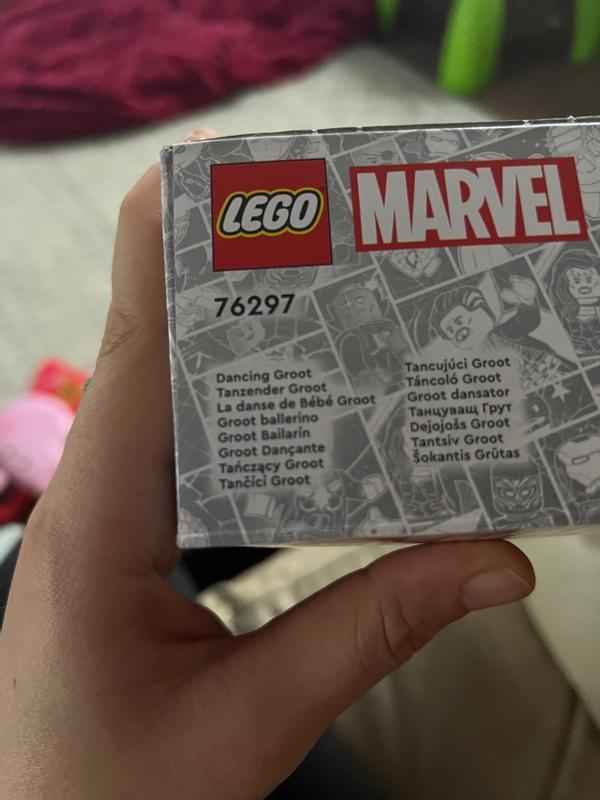 LEGO
MARVEL
76297
Dancing Groot
Tanzender Groot
La danse de Bébé Groot
Groot ballerino
Groot Bailarín
Groot Dançante
Tańczący Groot
Tančící Groot
Tancujúci Groot
Táncoló Groot
Groot dansator
Танцуващ Грут
Dejojošs Groot
Tantsiv Groot
Šokantis Grūtas